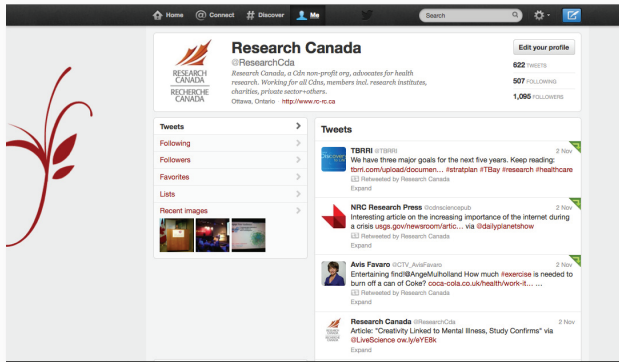 Home @ Connect # Discover Me Search
Research Canada
@ResearchCda
Research Canada, a Cdn non-profit org, advocates for health
research. Working for all Cdns, members incl. research institutes,
charities, private sector+others.
Ottawa, Ontario · http://www.rc-rc.ca
RESEARCH
CANADA
RECHERCHE
CANADA
Edit your profile
622 TWEETS
507 FOLLOWING
1,095 FOLLOWERS
Tweets
Following
Followers
Favorites
Lists
Recent images
Tweets
TBRRI @TBRRI 2 Nov
We have three major goals for the next five years. Keep reading:
tbrri.com/upload/documen... #stratplan #TBay #research #healthcare
Retweeted by Research Canada
Expand
NRC Research Press @cdnsciencepub 2 Nov
Interesting article on the increasing importance of the internet during
a crisis usgs.gov/newsroom/artic... via @dailyplanetshow
Retweeted by Research Canada
Expand
Avis Favaro @CTV_AvisFavaro 2 Nov
Entertaining find!@AngeMulholland How much #exercise is needed to
burn off a can of Coke? coca-cola.co.uk/health/work-it... ...
Retweeted by Research Canada
Expand
Research Canada @ResearchCda 2 Nov
Article: "Creativity Linked to Mental Illness, Study Confirms" via
@LiveScience ow.ly/eYE8k
Expand